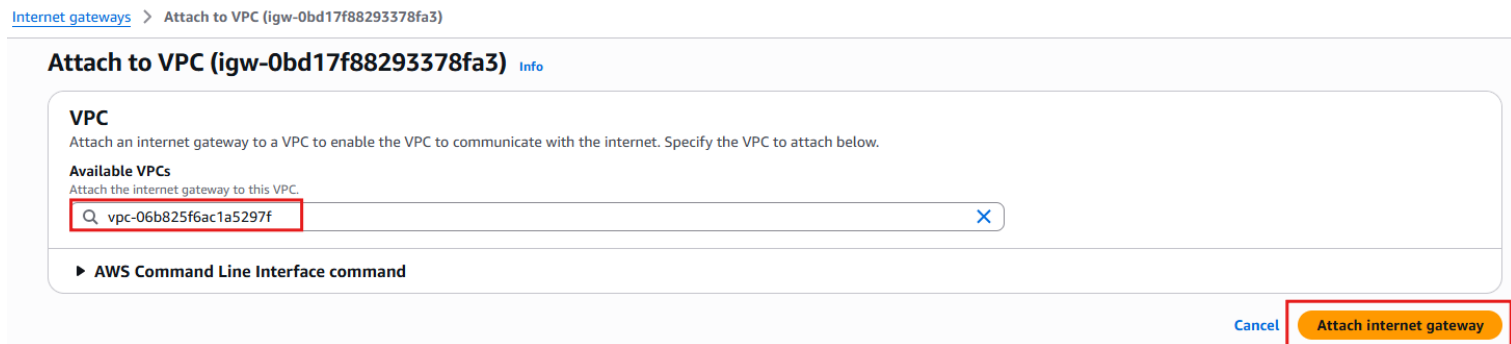 Internet gateways > Attach to VPC (igw-0bd17f88293378fa3)
Attach to VPC (igw-0bd17f88293378fa3) Info
VPC
Attach an internet gateway to a VPC to enable the VPC to communicate with the internet. Specify the VPC to attach below.
Available VPCs
Attach the internet gateway to this VPC.
vpc-06b825f6ac1a5297f
AWS Command Line Interface command
Cancel Attach internet gateway